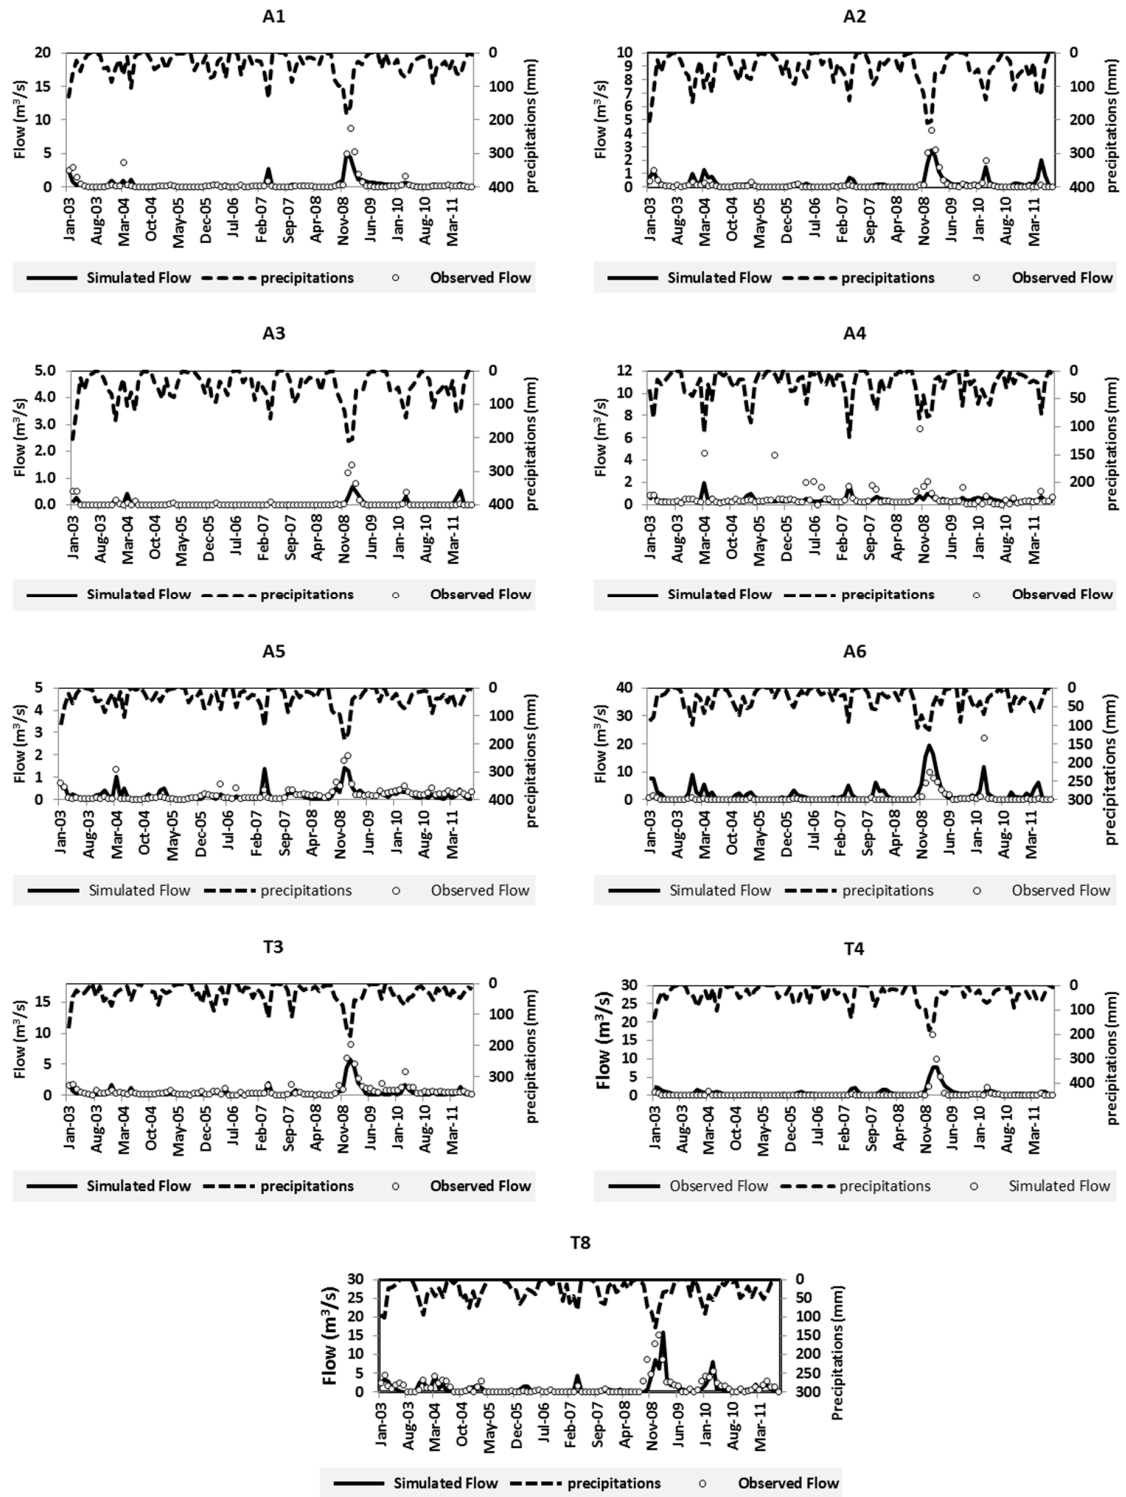 A1
Flow (m³/s)
20
15
10
5
0
0
100
200
300
400
precipitations (mm)
Jan-03 Aug-03 Mar-04 Oct-04 May-05 Dec-05 Jul-06 Feb-07 Sep-07 Apr-08 Nov-08 Jun-09 Jan-10 Aug-10 Mar-11
Simulated Flow precipitations Observed Flow
A2
Flow (m³/s)
10
9
8
7
6
5
4
3
2
1
0
0
100
200
300
400
precipitations (mm)
Jan-03 Aug-03 Mar-04 Oct-04 May-05 Dec-05 Jul-06 Feb-07 Sep-07 Apr-08 Nov-08 Jun-09 Jan-10 Aug-10 Mar-11
Simulated Flow precipitations Observed Flow
A3
Flow (m³/s)
5.0
4.0
3.0
2.0
1.0
0.0
0
100
200
300
400
precipitations (mm)
Jan-03 Aug-03 Mar-04 Oct-04 May-05 Dec-05 Jul-06 Feb-07 Sep-07 Apr-08 Nov-08 Jun-09 Jan-10 Aug-10 Mar-11
Simulated Flow precipitations Observed Flow
A4
Flow (m³/s)
12
10
8
6
4
2
0
0
50
100
150
200
precipitations (mm)
Jan-03 Aug-03 Mar-04 Oct-04 May-05 Dec-05 Jul-06 Feb-07 Sep-07 Apr-08 Nov-08 Jun-09 Jan-10 Aug-10 Mar-11
Simulated Flow precipitations Observed Flow
A5
Flow (m³/s)
5
4
3
2
1
0
0
100
200
300
400
precipitations (mm)
Jan-03 Aug-03 Mar-04 Oct-04 May-05 Dec-05 Jul-06 Feb-07 Sep-07 Apr-08 Nov-08 Jun-09 Jan-10 Aug-10 Mar-11
Simulated Flow precipitations Observed Flow
A6
Flow (m³/s)
40
30
20
10
0
0
50
100
150
200
250
300
precipitations (mm)
Jan-03 Aug-03 Mar-04 Oct-04 May-05 Dec-05 Jul-06 Feb-07 Sep-07 Apr-08 Nov-08 Jun-09 Jan-10 Aug-10 Mar-11
Simulated Flow precipitations Observed Flow
T3
Flow (m³/s)
15
10
5
0
0
100
200
300
precipitations (mm)
Jan-03 Aug-03 Mar-04 Oct-04 May-05 Dec-05 Jul-06 Feb-07 Sep-07 Apr-08 Nov-08 Jun-09 Jan-10 Aug-10 Mar-11
Simulated Flow precipitations Observed Flow
T4
Flow (m³/s)
30
25
20
15
10
5
0
0
100
200
300
400
precipitations (mm)
Jan-03 Aug-03 Mar-04 Oct-04 May-05 Dec-05 Jul-06 Feb-07 Sep-07 Apr-08 Nov-08 Jun-09 Jan-10 Aug-10 Mar-11
Observed Flow precipitations Simulated Flow
T8
Flow (m³/s)
30
25
20
15
10
5
0
0
50
100
150
200
250
300
Precipitations (mm)
Jan-03 Aug-03 Mar-04 Oct-04 May-05 Dec-05 Jul-06 Feb-07 Sep-07 Apr-08 Nov-08 Jun-09 Jan-10 Aug-10 Mar-11
Simulated Flow precipitations Observed Flow